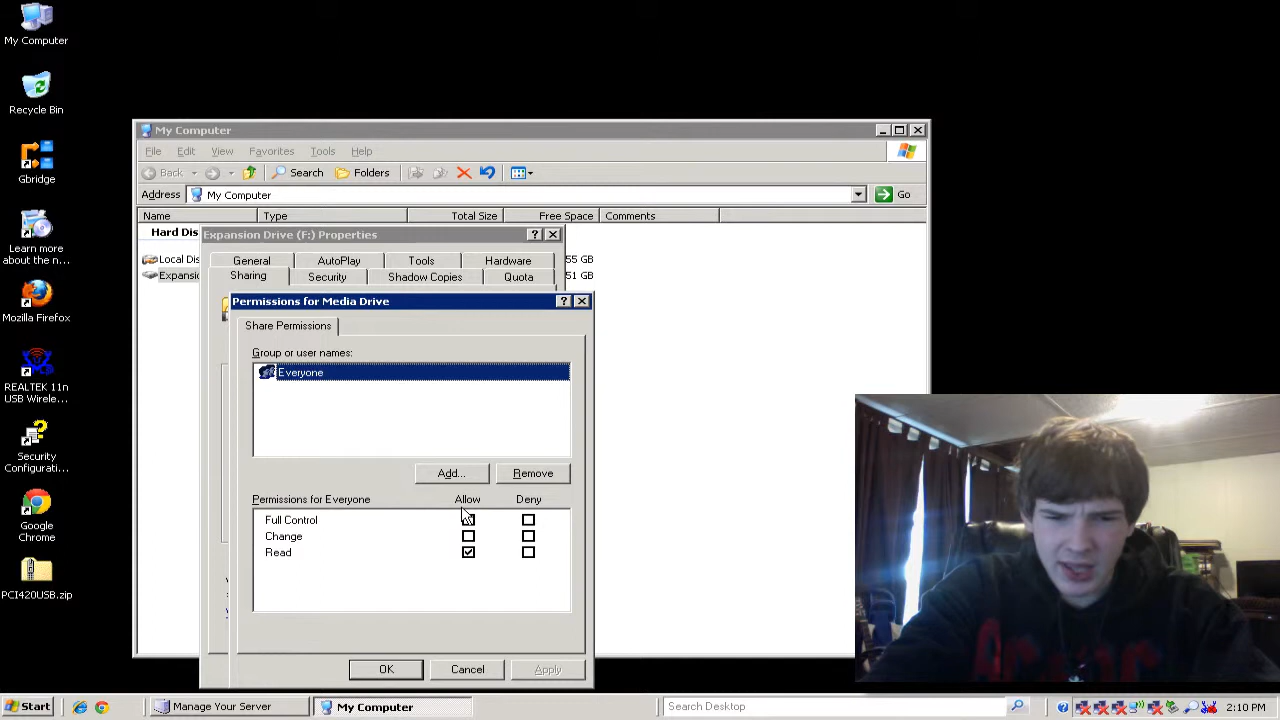 My Computer
Recycle Bin
Gbridge
Learn more
about the n...
Mozilla Firefox
REALTEK 11n
USB Wirele...
Security
Configurati...
Google
Chrome
PCI420USB.zip
My Computer
File Edit View Favorites Tools Help
Back Search Folders
Address My Computer Go
Name Type Total Size Free Space Comments
Hard Dis
Local Dis 55 GB
Expansio 51 GB
Expansion Drive (F:) Properties
General AutoPlay Tools Hardware
Sharing Security Shadow Copies Quota
Permissions for Media Drive
Share Permissions
Group or user names:
Everyone
Add... Remove
Permissions for Everyone Allow Deny
Full Control
Change
Read
OK Cancel Apply
Start Manage Your Server My Computer Search Desktop 2:10 PM